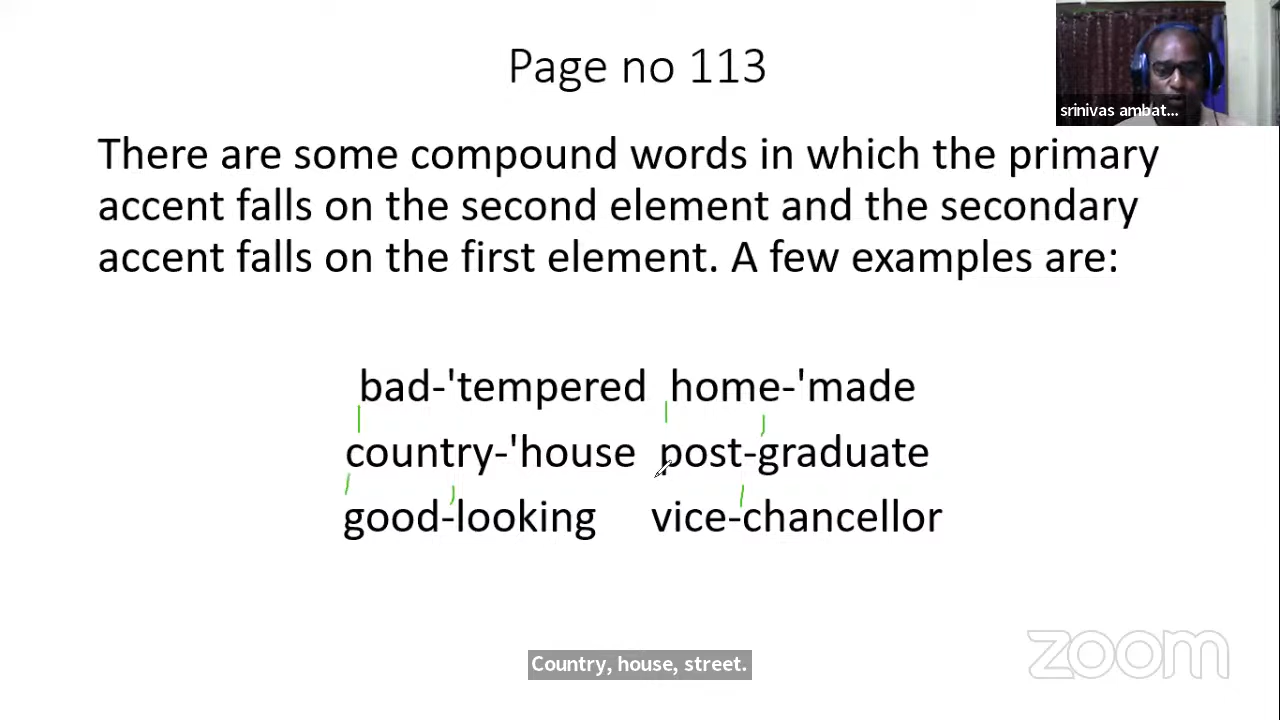 Page no 113
srinivas ambat...
There are some compound words in which the primary
accent falls on the second element and the secondary
accent falls on the first element. A few examples are:
bad-'tempered home-'made
country-'house post-graduate
good-looking vice-chancellor
Country, house, street.
zoom